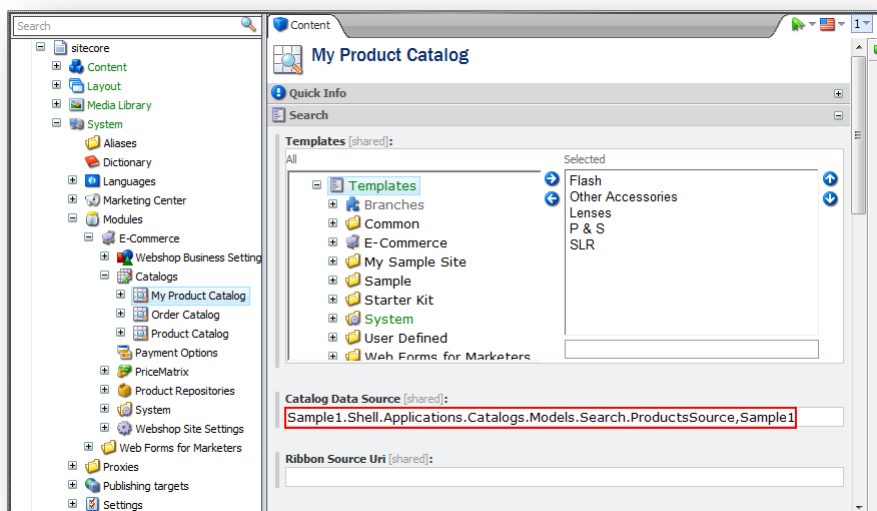 Search
sitecore
Content
Layout
Media Library
System
Aliases
Dictionary
Languages
Marketing Center
Modules
E-Commerce
Webshop Business Setting
Catalogs
My Product Catalog
Order Catalog
Product Catalog
Payment Options
PriceMatrix
Product Repositories
System
Webshop Site Settings
Web Forms for Marketers
Proxies
Publishing targets
Settings
Content
1
My Product Catalog
Quick Info
Search
Templates [shared]:
All
Selected
Templates
Branches
Common
E-Commerce
My Sample Site
Sample
Starter Kit
System
User Defined
Web Forms for Marketers
Flash
Other Accessories
Lenses
P & S
SLR
Catalog Data Source [shared]:
Sample1.Shell.Applications.Catalogs.Models.Search.ProductsSource,Sample1
Ribbon Source Uri [shared]: